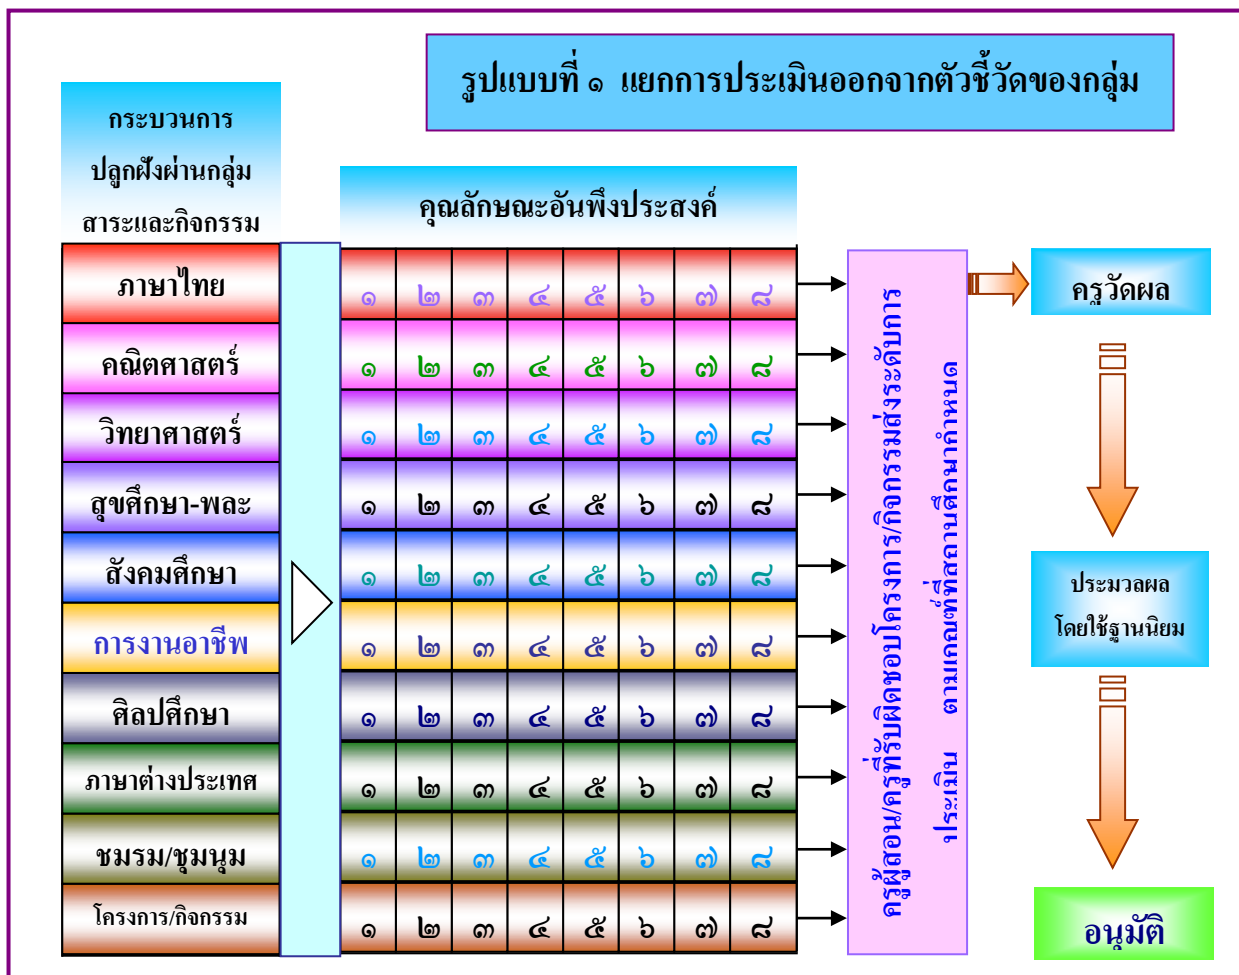 รูปแบบที่ ๑ แยกการประเมินออกจากตัวชี้วัดของกลุ่ม
กระบวนการ
ปลูกฝังผ่านกลุ่ม
สาระและกิจกรรม
คุณลักษณะอันพึงประสงค์
ภาษาไทย ๑ ๒ ๓ ๔ ๕ ๖ ๗ ๘
คณิตศาสตร์ ๑ ๒ ๓ ๔ ๕ ๖ ๗ ๘
วิทยาศาสตร์ ๑ ๒ ๓ ๔ ๕ ๖ ๗ ๘
สุขศึกษา-พละ ๑ ๒ ๓ ๔ ๕ ๖ ๗ ๘
สังคมศึกษา ๑ ๒ ๓ ๔ ๕ ๖ ๗ ๘
การงานอาชีพ ๑ ๒ ๓ ๔ ๕ ๖ ๗ ๘
ศิลปศึกษา ๑ ๒ ๓ ๔ ๕ ๖ ๗ ๘
ภาษาต่างประเทศ ๑ ๒ ๓ ๔ ๕ ๖ ๗ ๘
ชมรม/ชุมนุม ๑ ๒ ๓ ๔ ๕ ๖ ๗ ๘
โครงการ/กิจกรรม ๑ ๒ ๓ ๔ ๕ ๖ ๗ ๘
ครูผู้สอน/ครูที่รับผิดชอบโครงการ/กิจกรรมส่งระดับการ
ประเมิน ตามเกณฑ์ที่สถานศึกษากำหนด
ครูวัดผล
ประมวลผล
โดยใช้ฐานนิยม
อนุมัติ